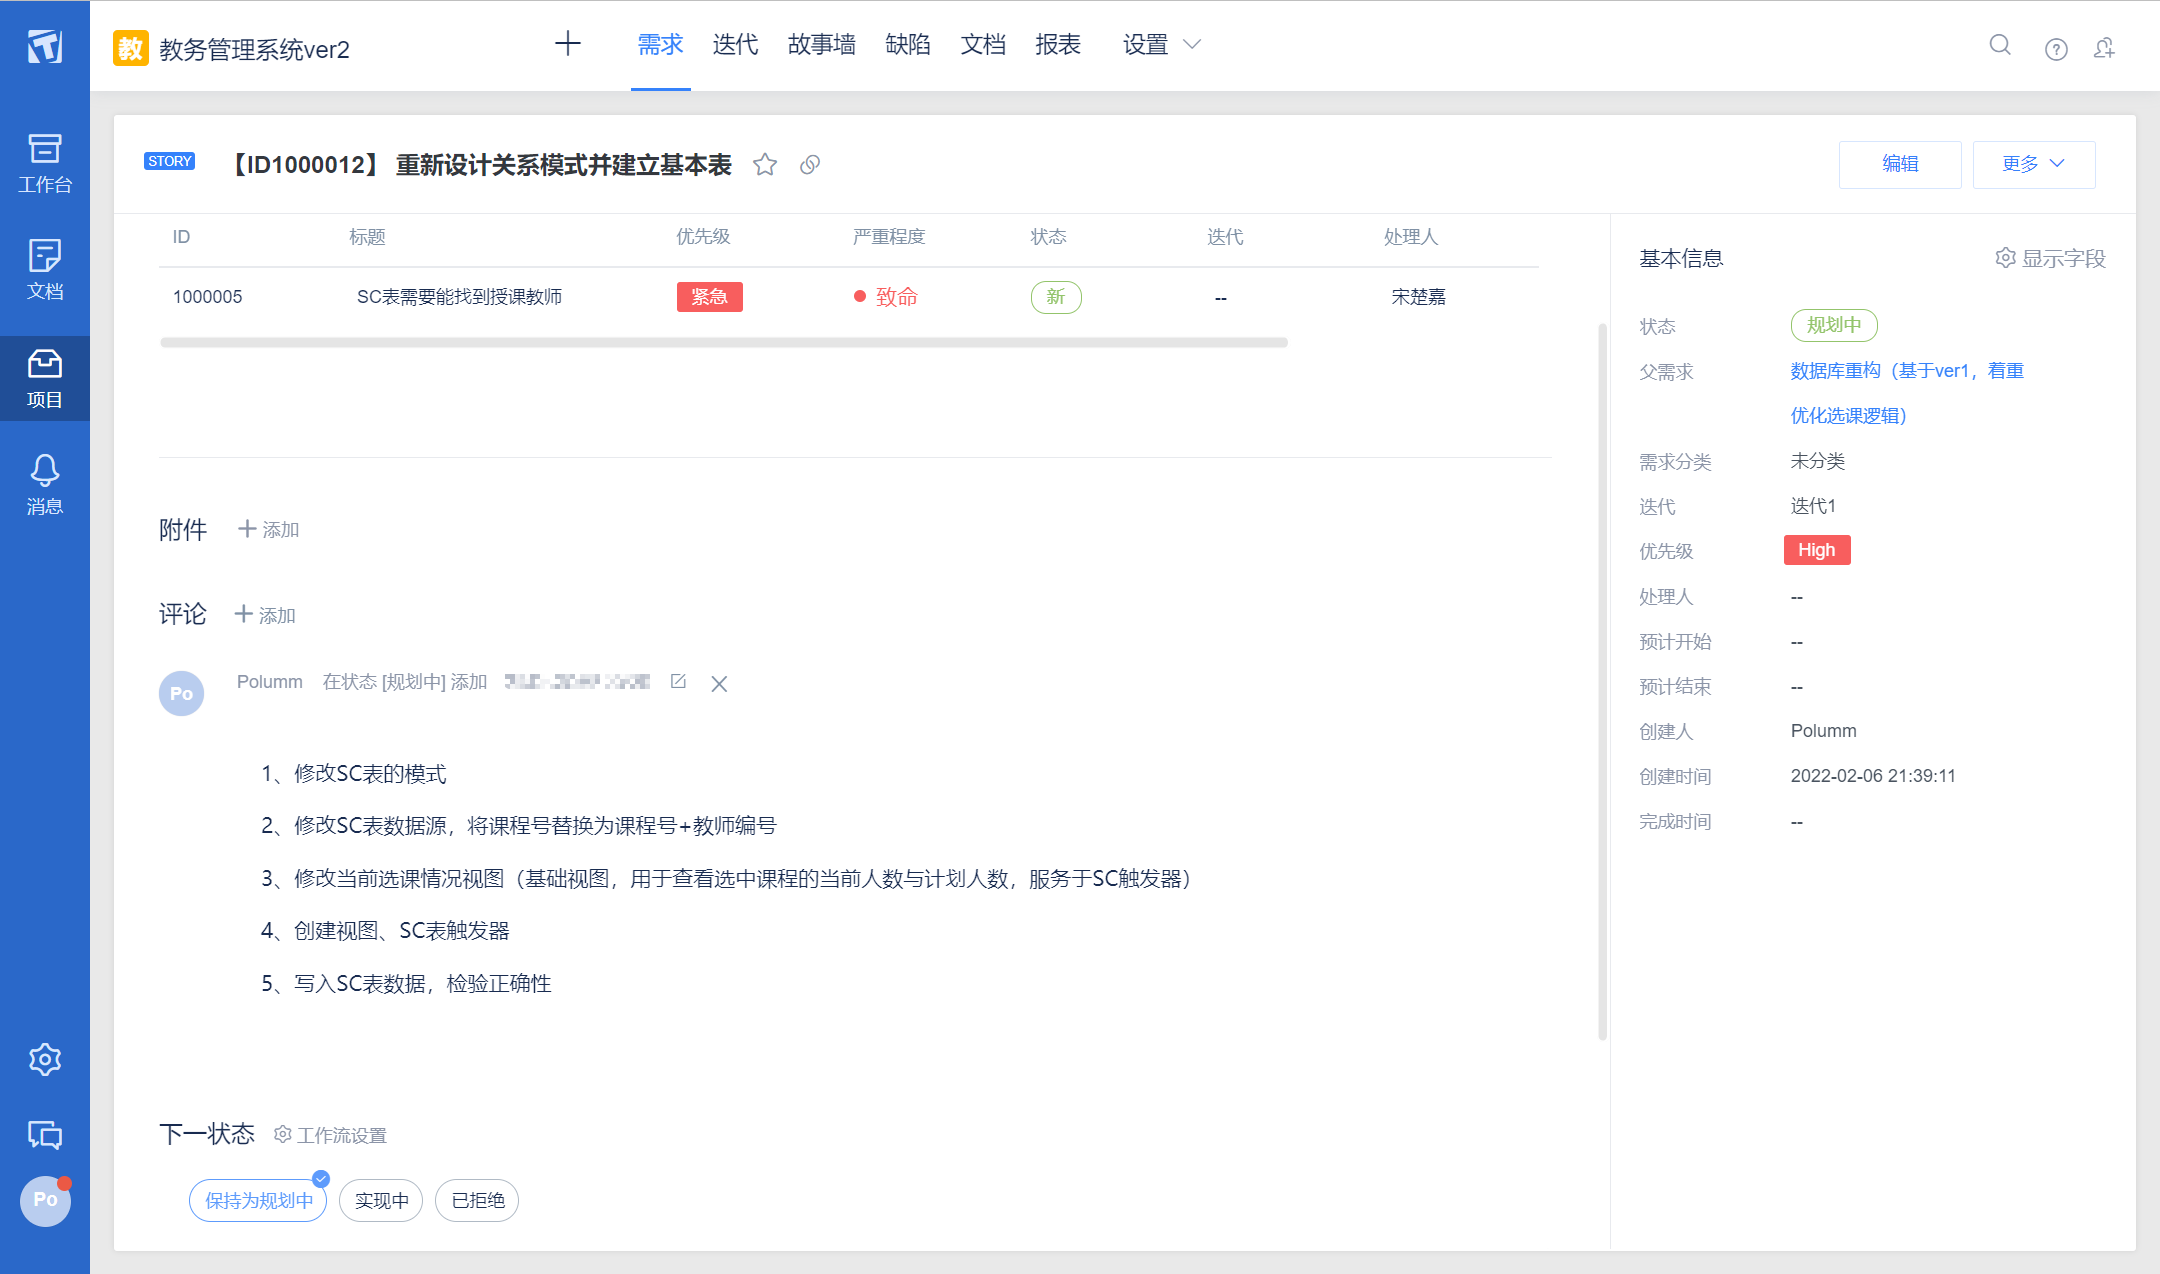 教 教务管理系统ver2
需求 迭代 故事墙 缺陷 文档 报表 设置
工作台
文档
项目
消息
Po
STORY 【ID1000012】 重新设计关系模式并建立基本表
编辑 更多
ID 标题 优先级 严重程度 状态 迭代 处理人
1000005 SC表需要能找到授课教师 紧急 致命 新 -- 宋楚嘉
附件 添加
评论 添加
Po Polumm 在状态 [规划中] 添加
1、修改SC表的模式
2、修改SC表数据源，将课程号替换为课程号+教师编号
3、修改当前选课情况视图（基础视图，用于查看选中课程的当前人数与计划人数，服务于SC触发器）
4、创建视图、SC表触发器
5、写入SC表数据，检验正确性
下一状态 工作流设置
保持为规划中 实现中 已拒绝
基本信息 显示字段
状态 规划中
父需求 数据库重构（基于ver1，着重
优化选课逻辑）
需求分类 未分类
迭代 迭代1
优先级 High
处理人 --
预计开始 --
预计结束 --
创建人 Polumm
创建时间 2022-02-06 21:39:11
完成时间 --